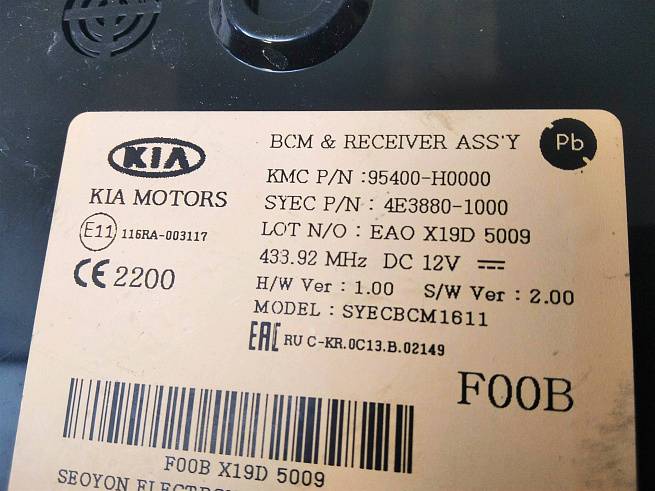 BCM & RECEIVER ASS'Y
Pb
KIA
KIA MOTORS
KMC P/N : 95400-H0000
SYEC P/N : 4E3880-1000
E11 116RA-003117
LOT N/O : EAO X19D 5009
433.92 MHz DC 12V
CE 2200
H/W Ver : 1.00 S/W Ver : 2.00
MODEL : SYECBCM1611
EAC RU C-KR.0C13.B.02149
F00B
F00B X19D 5009
SEOYON